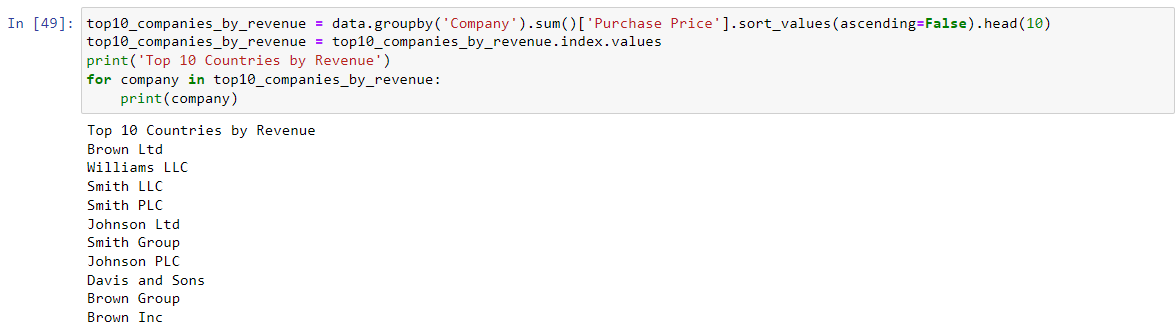 In [49]: top10_companies_by_revenue = data.groupby('Company').sum()['Purchase Price'].sort_values(ascending=False).head(10)
top10_companies_by_revenue = top10_companies_by_revenue.index.values
print('Top 10 Countries by Revenue')
for company in top10_companies_by_revenue:
    print(company)
Top 10 Countries by Revenue
Brown Ltd
Williams LLC
Smith LLC
Smith PLC
Johnson Ltd
Smith Group
Johnson PLC
Davis and Sons
Brown Group
Brown Inc